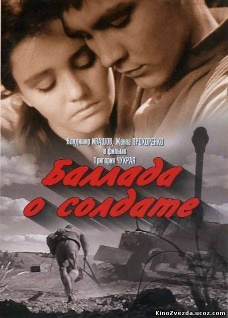 Владимир ИВАШОВ, Жанна ПРОХОРЕНКО
в фильме
Григория ЧУХРАЯ
Баллада
о солдате
KinoZvezda.ucoz.com